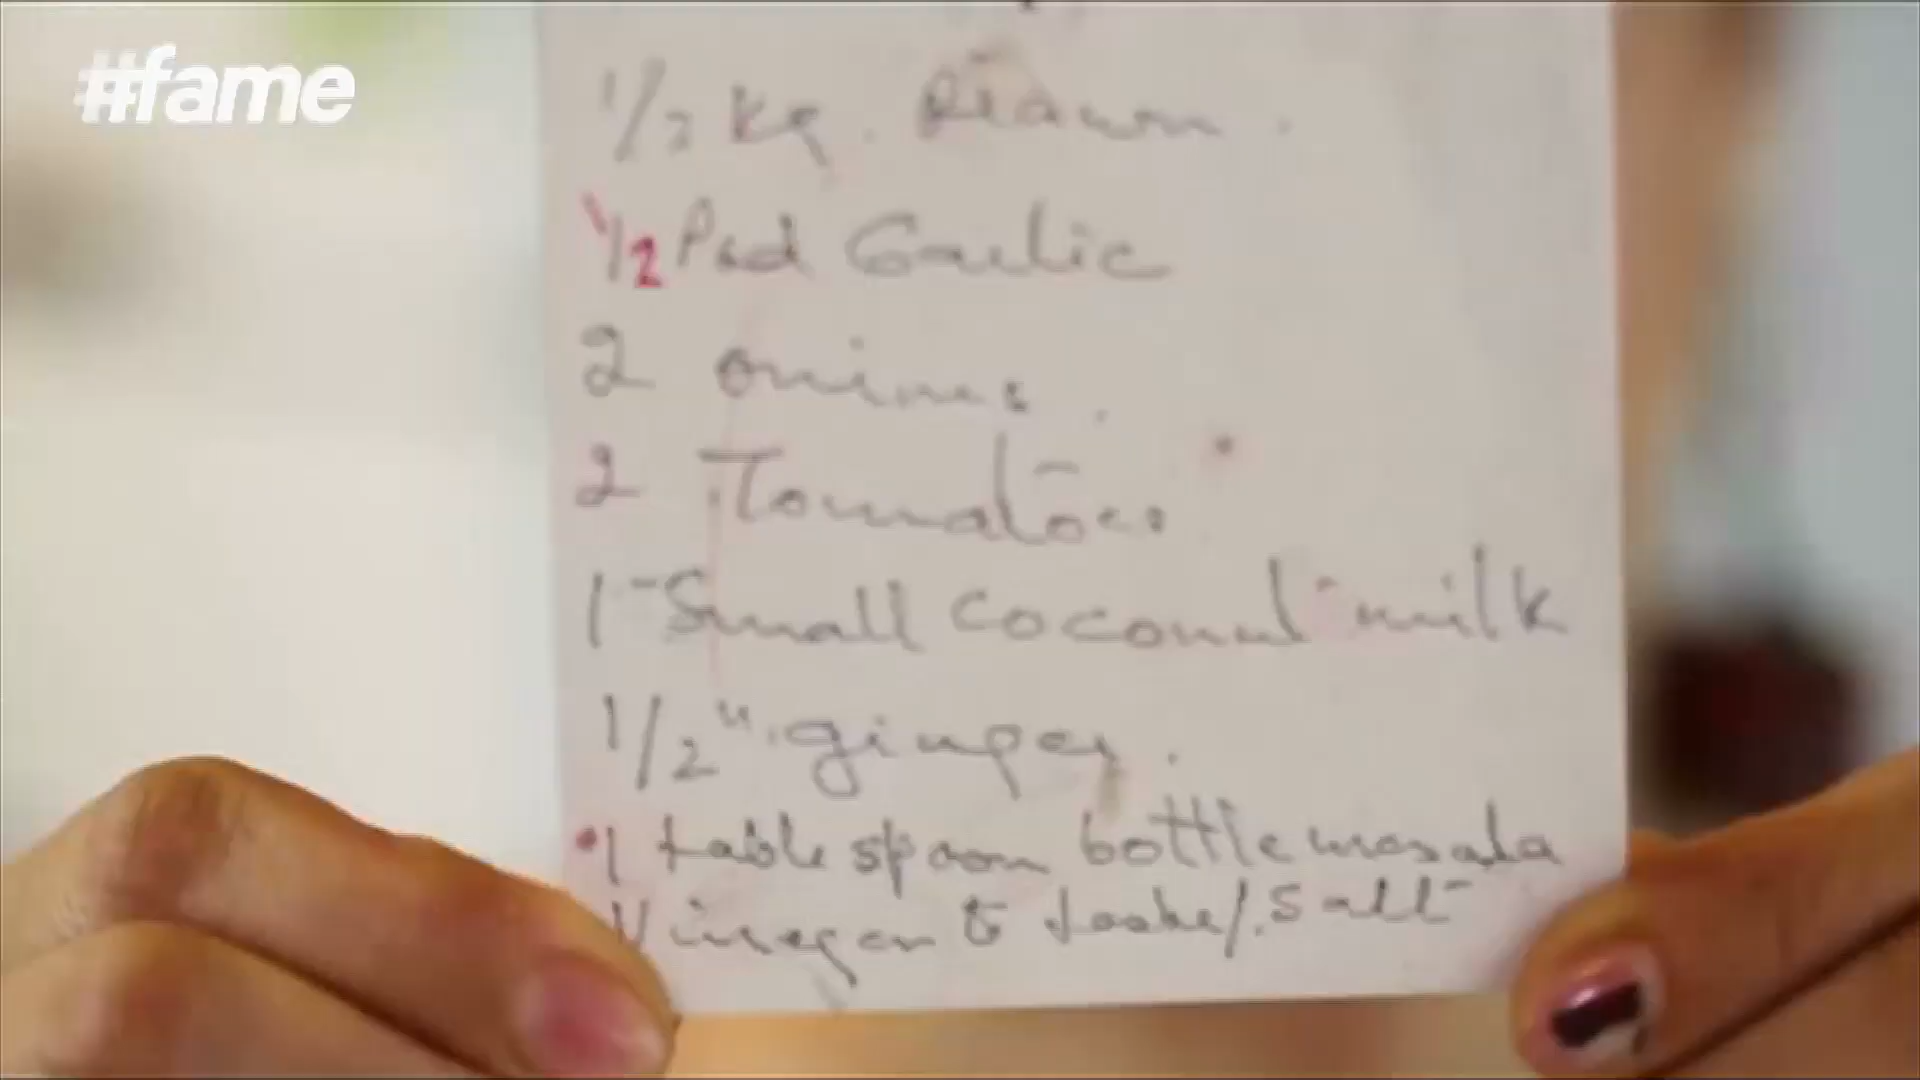 #fame
1/2 kg. Prawn.
1/2 Pod Garlic
2 onions.
2 Tomatoes
1 - Small coconut milk
1/2" ginger.
1 table spoon bottle masala
Vinegar to taste/. Salt